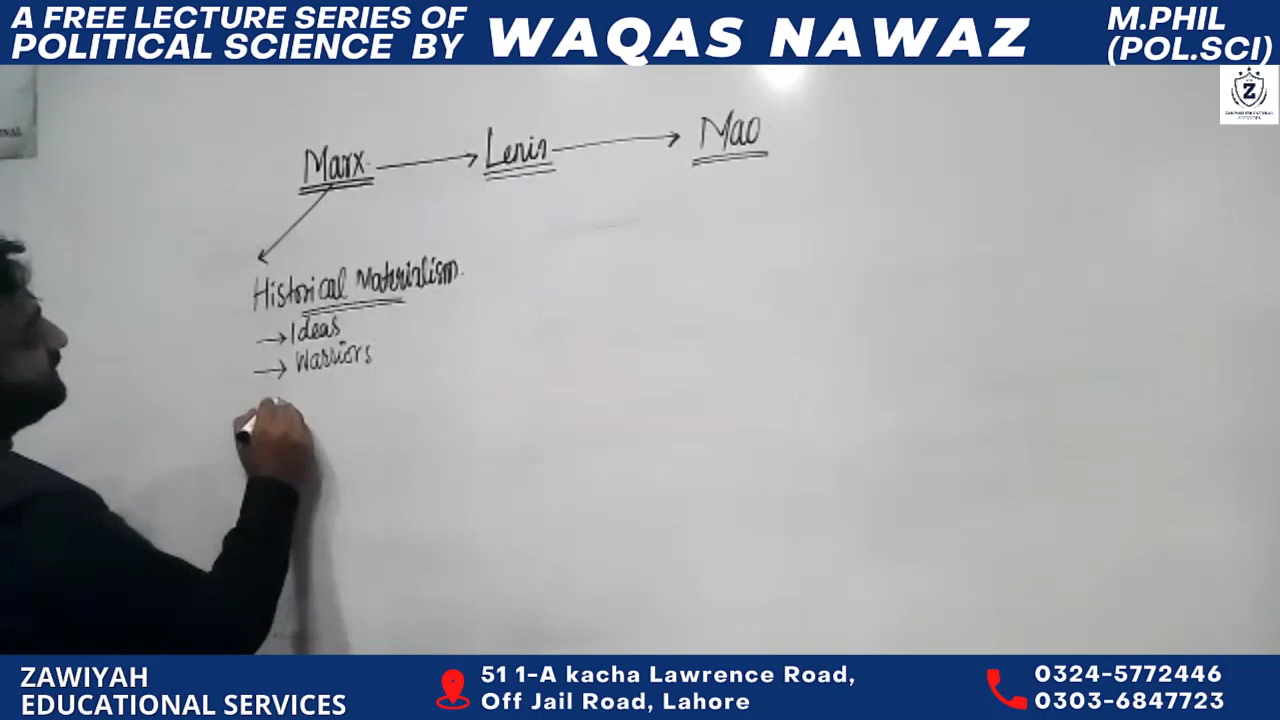 A FREE LECTURE SERIES OF
POLITICAL SCIENCE BY
WAQAS NAWAZ
M.PHIL
(POL.SCI)
Z
Marx → Lenin → Mao
Historical Materialism.
→ Ideas
→ Warriors
ZAWIYAH
EDUCATIONAL SERVICES
51 1-A kacha Lawrence Road,
Off Jail Road, Lahore
0324-5772446
0303-6847723